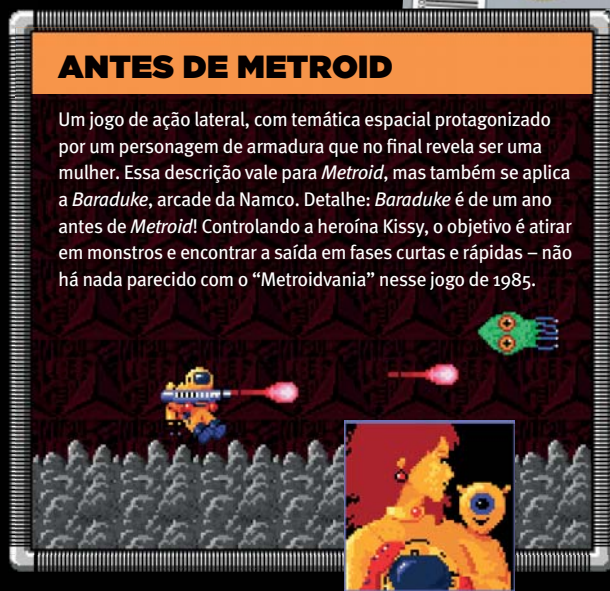 ANTES DE METROID
Um jogo de ação lateral, com temática espacial protagonizado
por um personagem de armadura que no final revela ser uma
mulher. Essa descrição vale para Metroid, mas também se aplica
a Baraduke, arcade da Namco. Detalhe: Baraduke é de um ano
antes de Metroid! Controlando a heroína Kissy, o objetivo é atirar
em monstros e encontrar a saída em fases curtas e rápidas – não
há nada parecido com o “Metroidvania” nesse jogo de 1985.